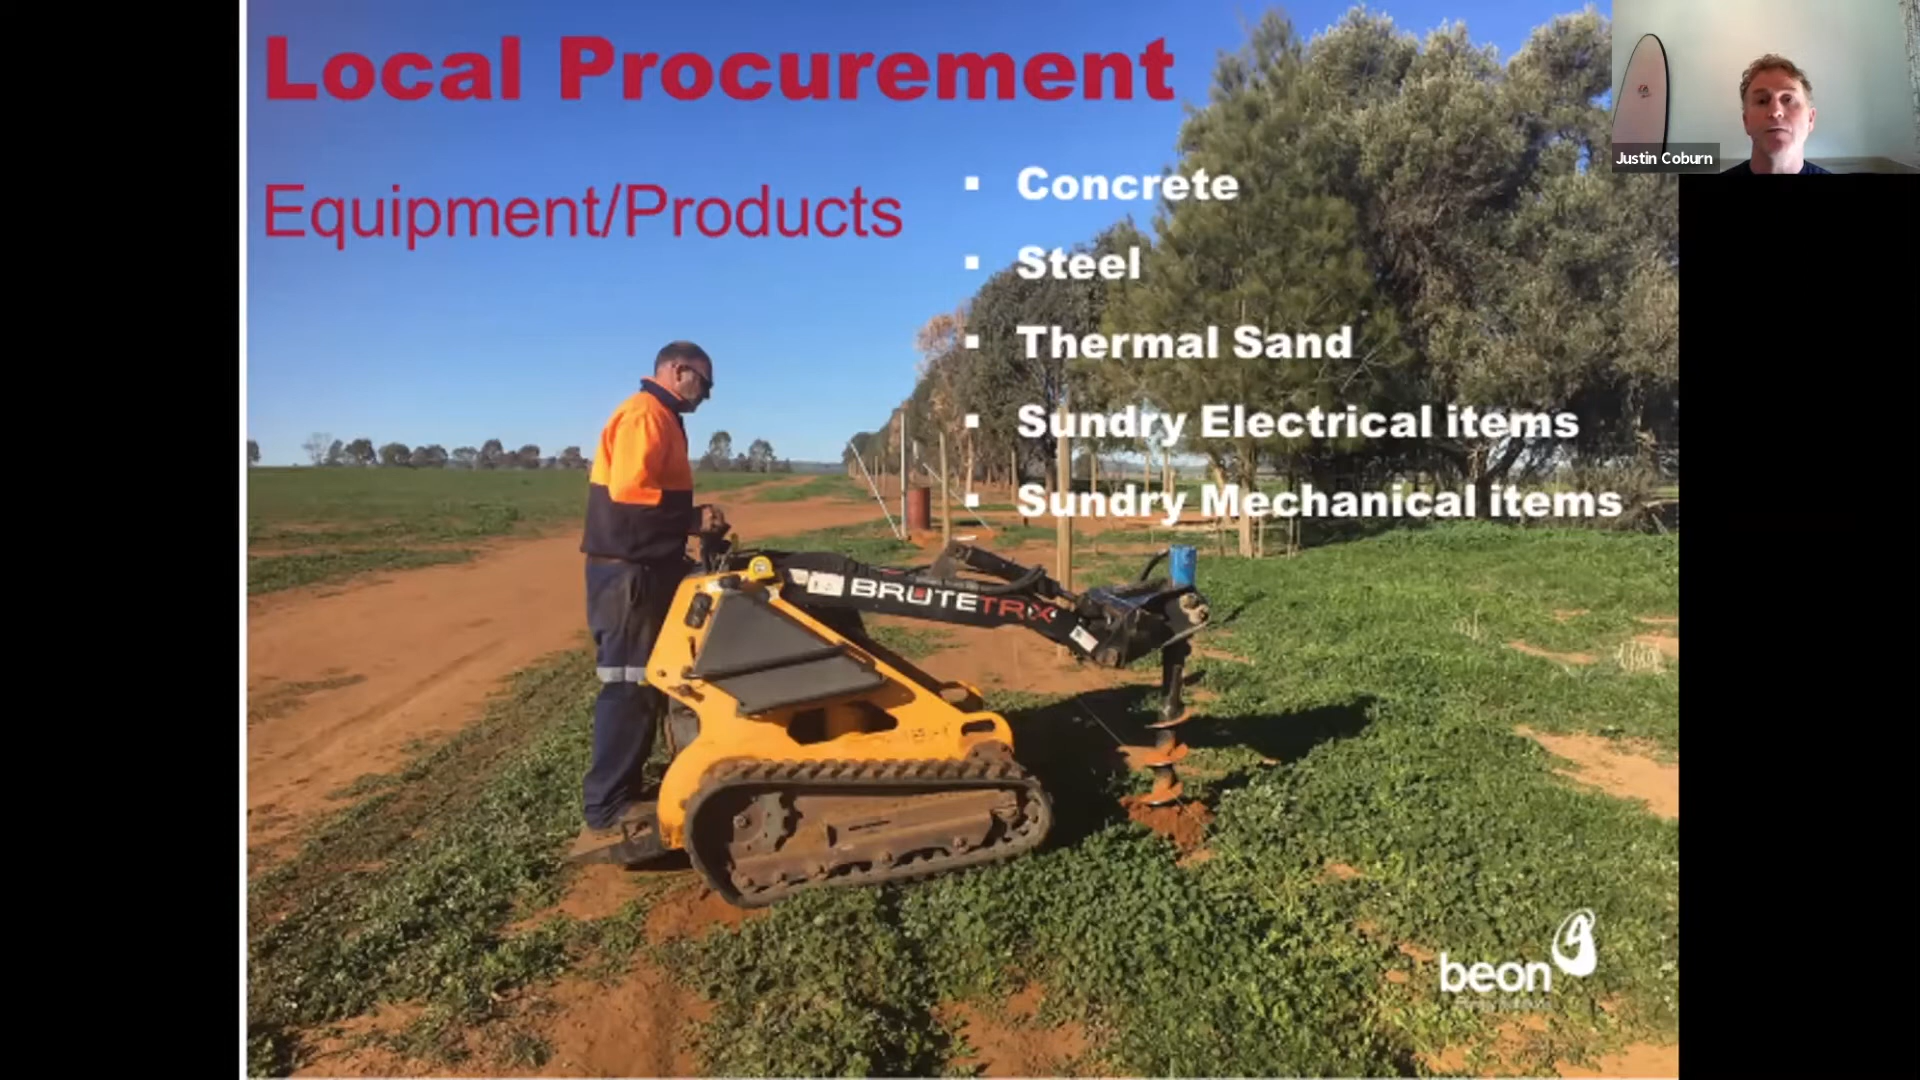 Local Procurement
Equipment/Products
▪ Concrete
▪ Steel
▪ Thermal Sand
▪ Sundry Electrical items
▪ Sundry Mechanical items
BRUTETRX
beon
Justin Coburn